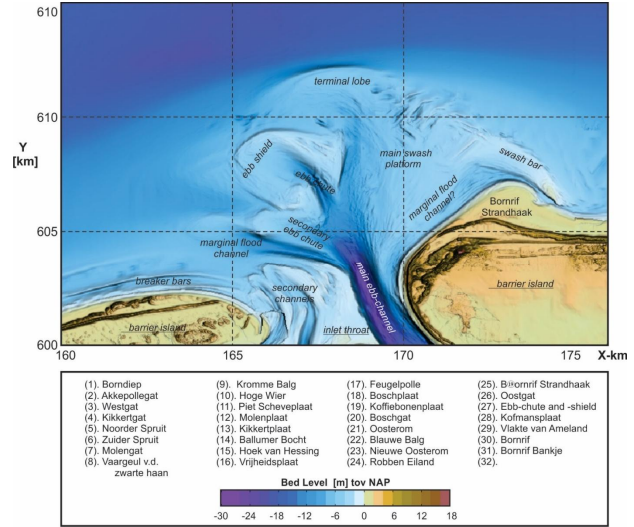 610
terminal lobe
610
Y
[km]
ebb shield
main swash
platform
swash bar
ebb chute
marginal flood
channel?
Bornrif
Strandhaak
secondary
ebb chute
605
marginal flood
channel
main ebb-channel
breaker bars
secondary
channels
barrier island
barrier island
inlet throat
600
160 165 170 175 X-km
(1). Borndiep
(2). Akkepollegat
(3). Westgat
(4). Kikkertgat
(5). Noorder Spruit
(6). Zuider Spruit
(7). Molengat
(8). Vaargeul v.d.
zwarte haan
(9). Kromme Balg
(10). Hoge Wier
(11). Piet Scheveplaat
(12). Molenplaat
(13). Kikkertplaat
(14). Ballumer Bocht
(15). Hoek van Hessing
(16). Vrijheidsplaat
(17). Feugelpolle
(18). Boschplaat
(19). Koffiebonenplaat
(20). Boschgat
(21). Oosterom
(22). Blauwe Balg
(23). Nieuwe Oosterom
(24). Robben Eiland
(25). Bornrif Strandhaak
(26). Oostgat
(27). Ebb-chute and -shield
(28). Kofmansplaat
(29). Vlakte van Ameland
(30). Bornrif
(31). Bornrif Bankje
(32).
Bed Level [m] tov NAP
-30 -24 -18 -12 -6 0 6 12 18